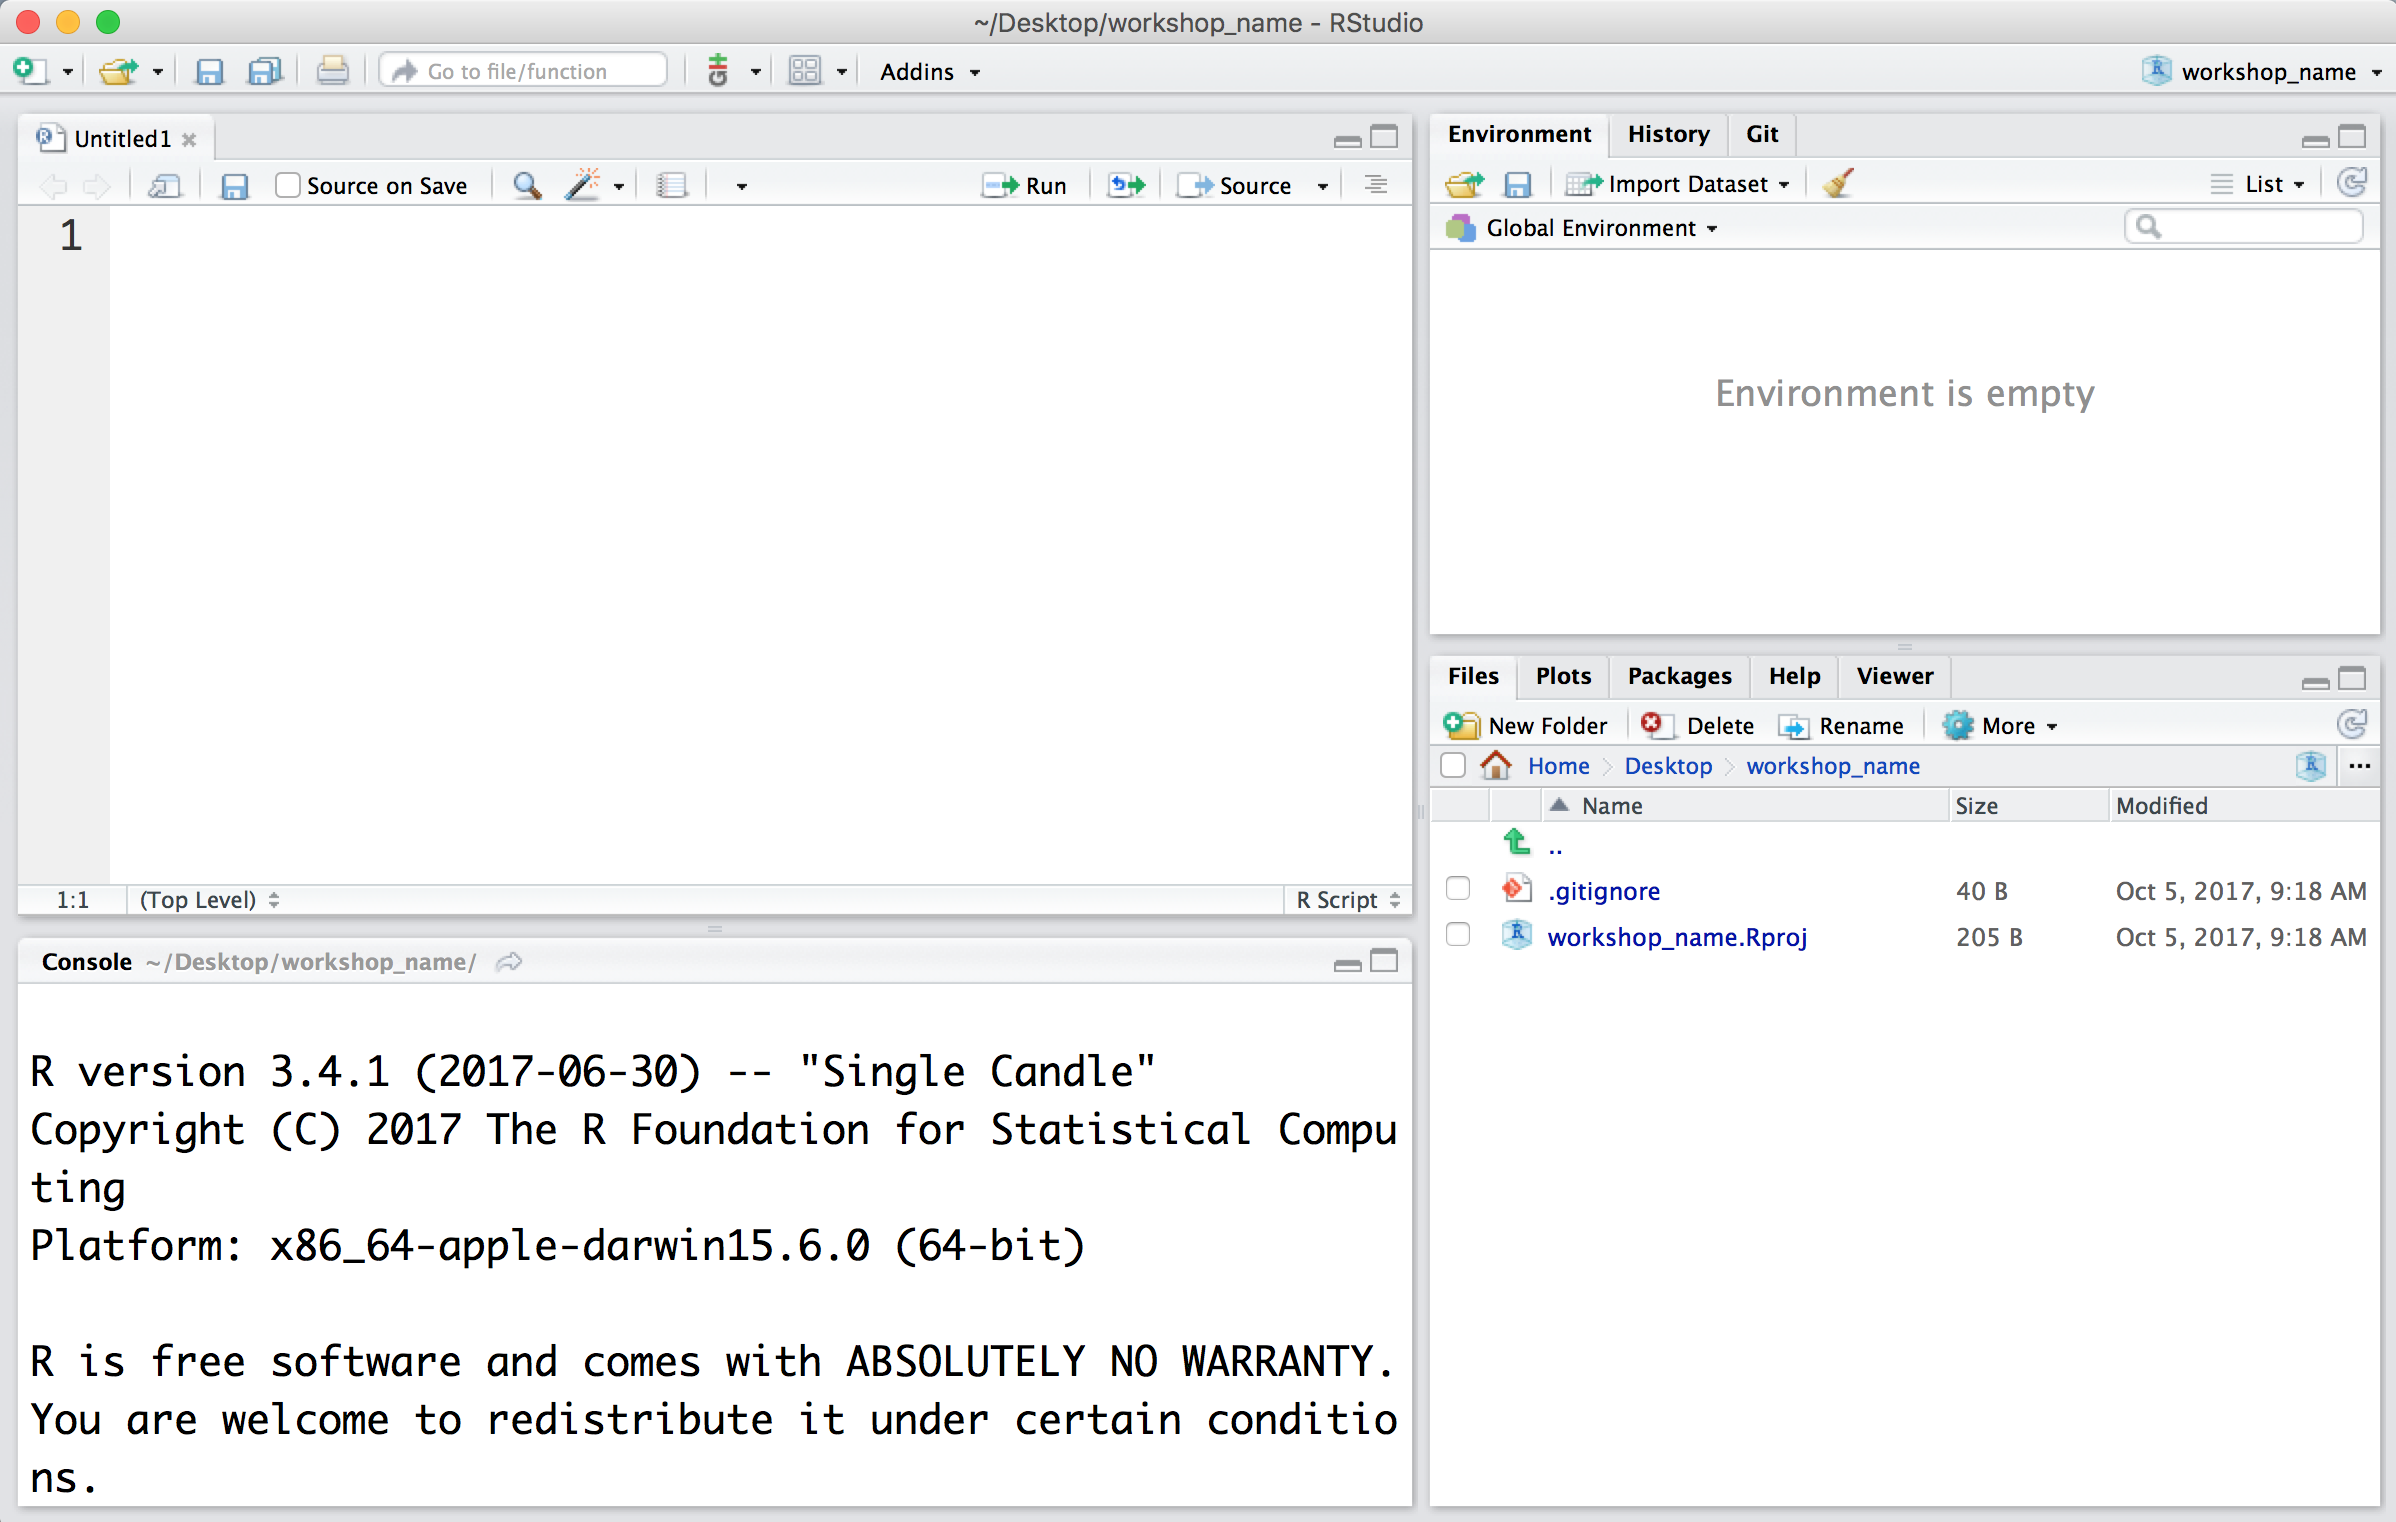 ~/Desktop/workshop_name - RStudio
Go to file/function
Addins
workshop_name
Untitled1
Source on Save
Run
Source
1
1:1
(Top Level)
R Script
Console ~/Desktop/workshop_name/
R version 3.4.1 (2017-06-30) -- "Single Candle"
Copyright (C) 2017 The R Foundation for Statistical Compu
ting
Platform: x86_64-apple-darwin15.6.0 (64-bit)
R is free software and comes with ABSOLUTELY NO WARRANTY.
You are welcome to redistribute it under certain conditio
ns.
Environment History Git
Import Dataset
List
Global Environment
Environment is empty
Files Plots Packages Help Viewer
New Folder Delete Rename More
Home Desktop workshop_name ...
Name Size Modified
..
.gitignore 40 B Oct 5, 2017, 9:18 AM
workshop_name.Rproj 205 B Oct 5, 2017, 9:18 AM